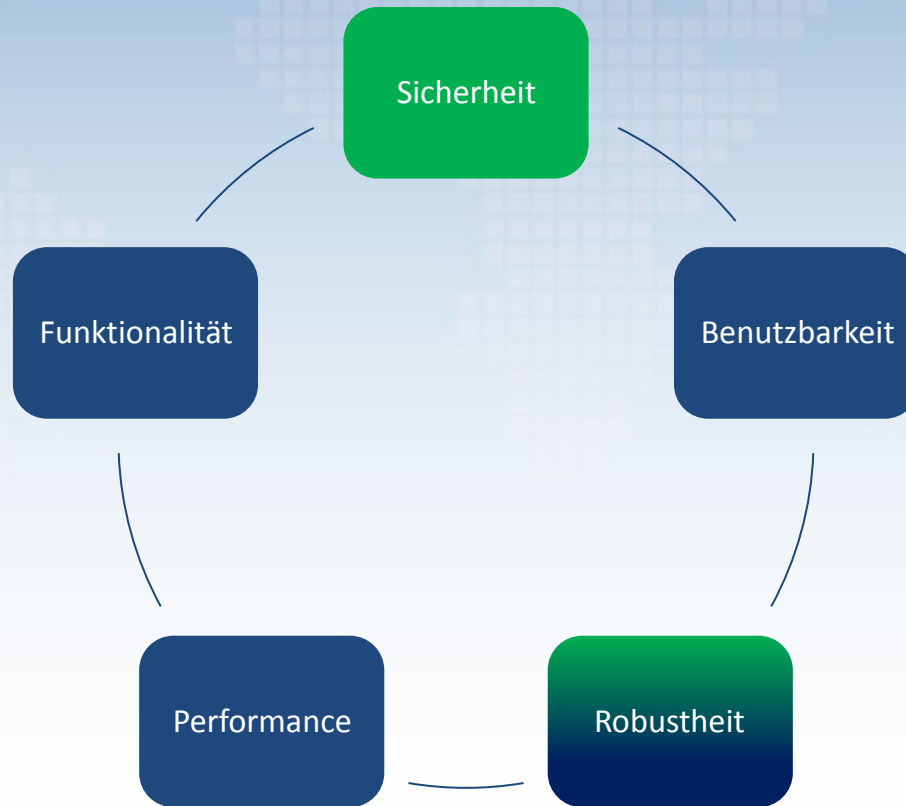 Sicherheit
Funktionalität
Benutzbarkeit
Performance
Robustheit